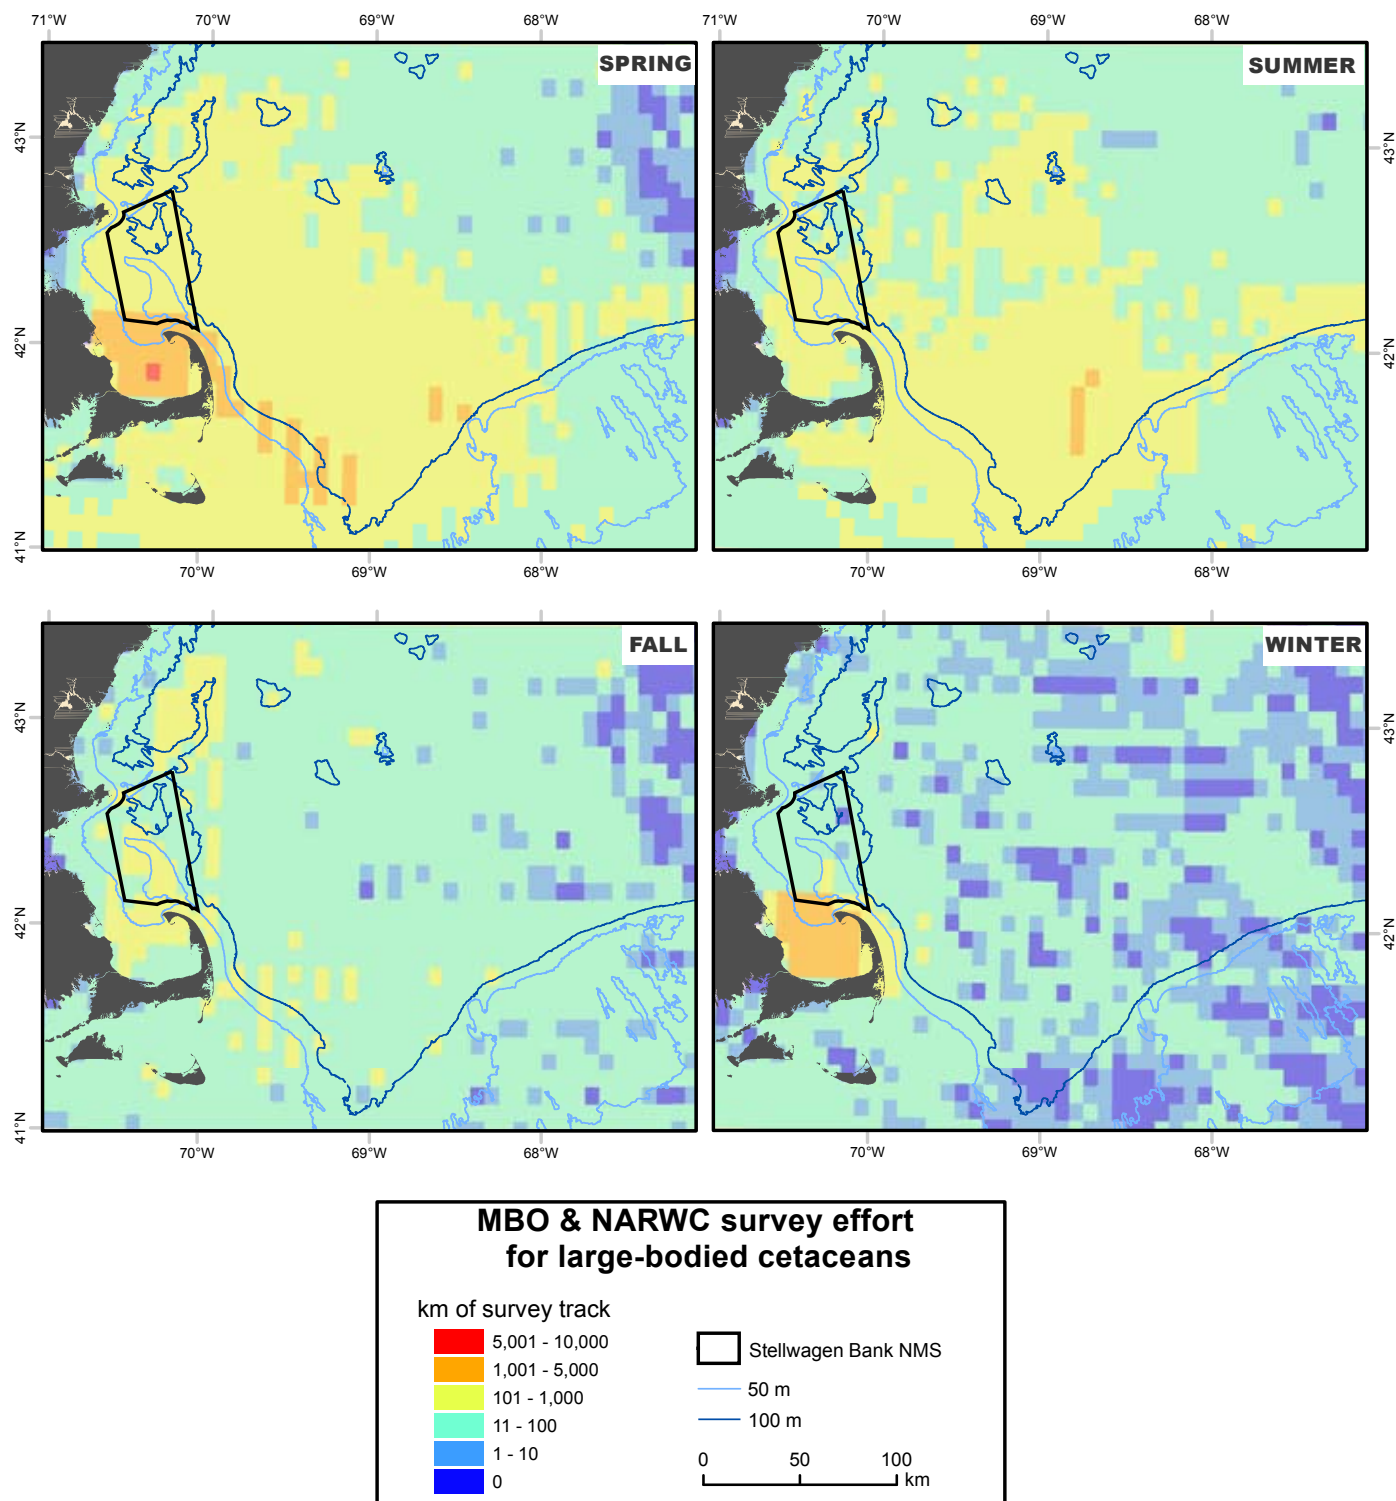 71°W 70°W 69°W 68°W 70°W 69°W 68°W
SPRING
SUMMER
43°N
43°N
42°N
42°N
41°N
70°W 69°W 68°W 70°W 69°W 68°W
FALL
WINTER
43°N
43°N
42°N
42°N
41°N
70°W 69°W 68°W 70°W 69°W 68°W
MBO & NARWC survey effort
for large-bodied cetaceans
km of survey track
5,001 - 10,000
1,001 - 5,000
101 - 1,000
11 - 100
1 - 10
0
Stellwagen Bank NMS
50 m
100 m
0 50 100
km